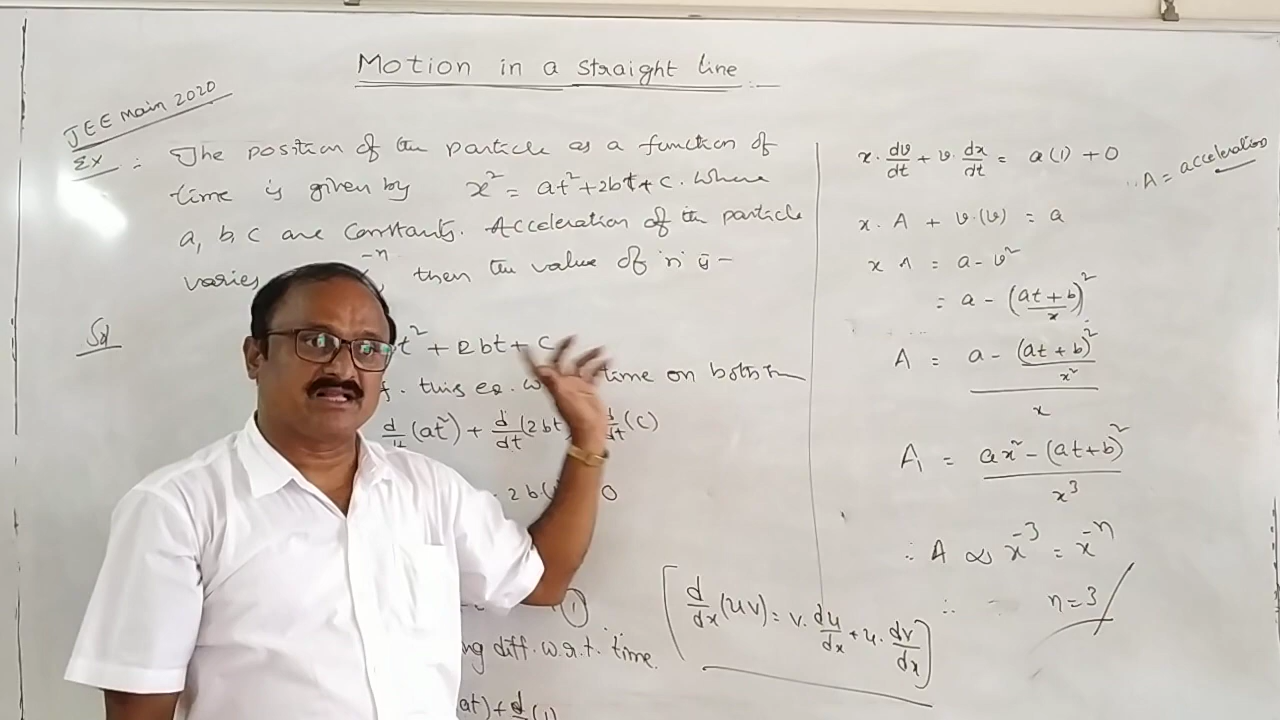 Motion in a straight line
JEE Main 2020
Ex :
The position of the particle as a function of
time is given by x² = at² + 2bt + c. Where
a, b, c are constants. Acceleration of the particle
varies x⁻ⁿ, then the value of 'n' is -
Sol
t² + 2bt + c
this eq. w time on both
d/dt (at²) + d/dt (2bt) d/dt (c)
2b. 0
①
ng diff. w.r.t. time.
at) + d/dt (
[ d/dx (uv) = v. du/dx + u. dv/dx ]
x. dv/dt + v. dx/dt = a(1) + 0
∴ A = acceleration
x. A + v.(v) = a
x A = a - v²
= a - (at + b / x)²
A = a - (at + b)² / x² / x
A = ax² - (at + b)² / x³
∴ A ∝ x⁻³ = x⁻ⁿ
∴ n = 3